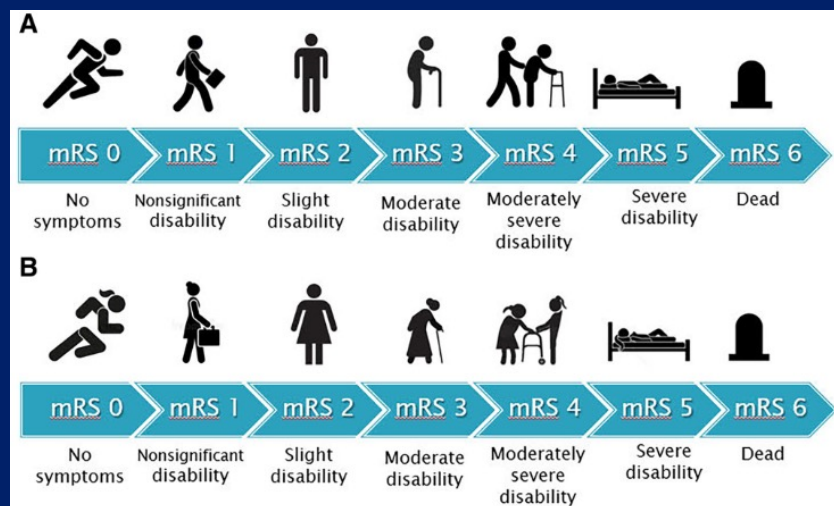 A
mRS 0 mRS 1 mRS 2 mRS 3 mRS 4 mRS 5 mRS 6
No symptoms
Nonsignificant disability
Slight disability
Moderate disability
Moderately severe disability
Severe disability
Dead
B
mRS 0 mRS 1 mRS 2 mRS 3 mRS 4 mRS 5 mRS 6
No symptoms
Nonsignificant disability
Slight disability
Moderate disability
Moderately severe disability
Severe disability
Dead